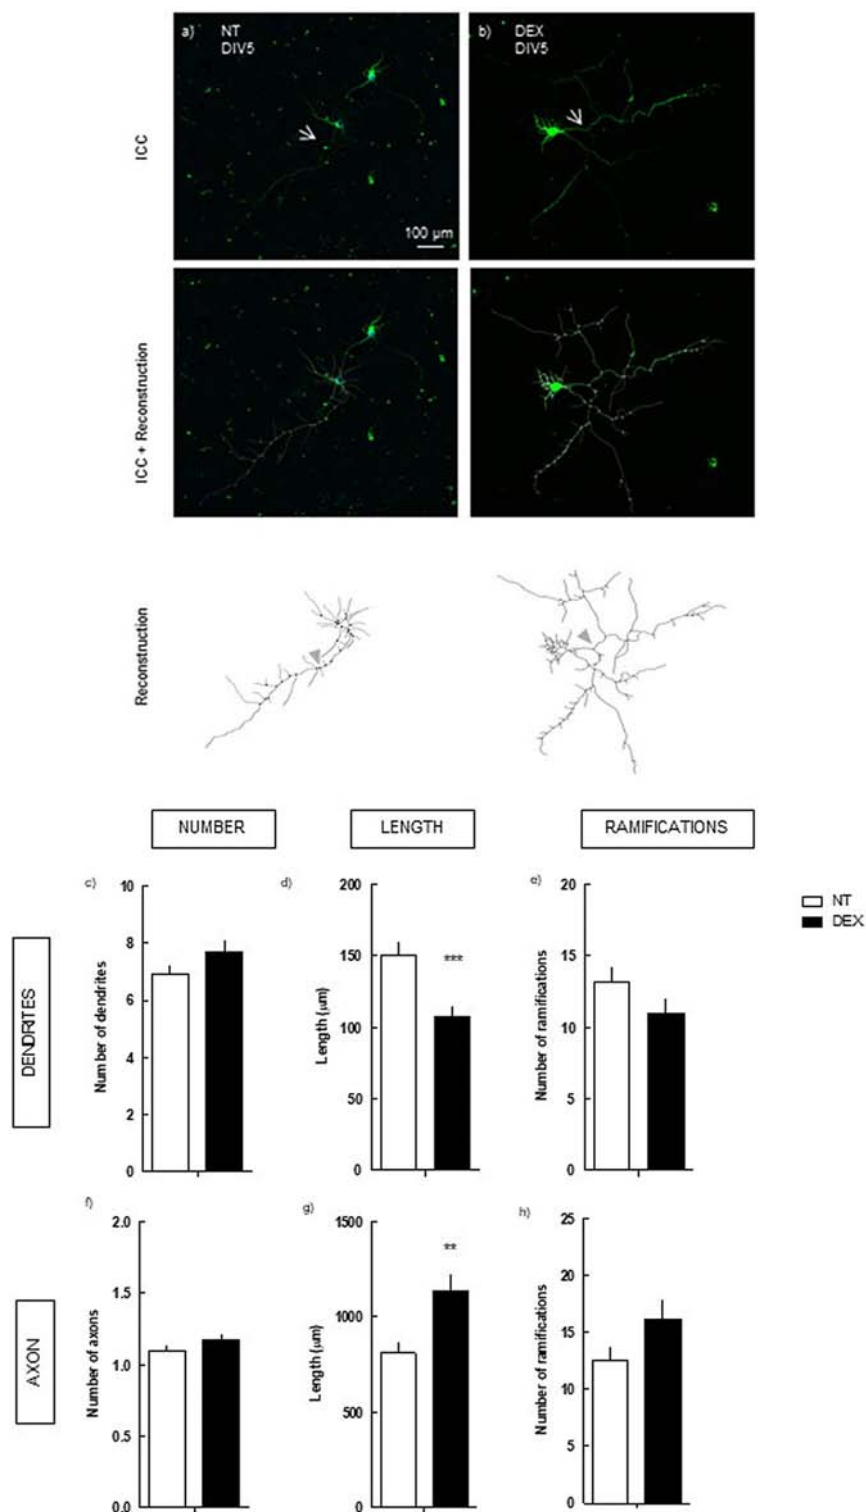 a) NT
DIV5
b) DEX
DIV5
ICC
100 µm
ICC + Reconstruction
Reconstruction
NUMBER
LENGTH
RAMIFICATIONS
NT
DEX
DENDRITES
c)
Number of dendrites
10
8
6
4
2
0
d)
Length (µm)
200
150
100
50
0
***
e)
Number of ramifications
20
15
10
5
0
AXON
f)
Number of axons
2.0
1.5
1.0
0.5
0.0
g)
Length (µm)
1500
1000
500
0
**
h)
Number of ramifications
25
20
15
10
5
0